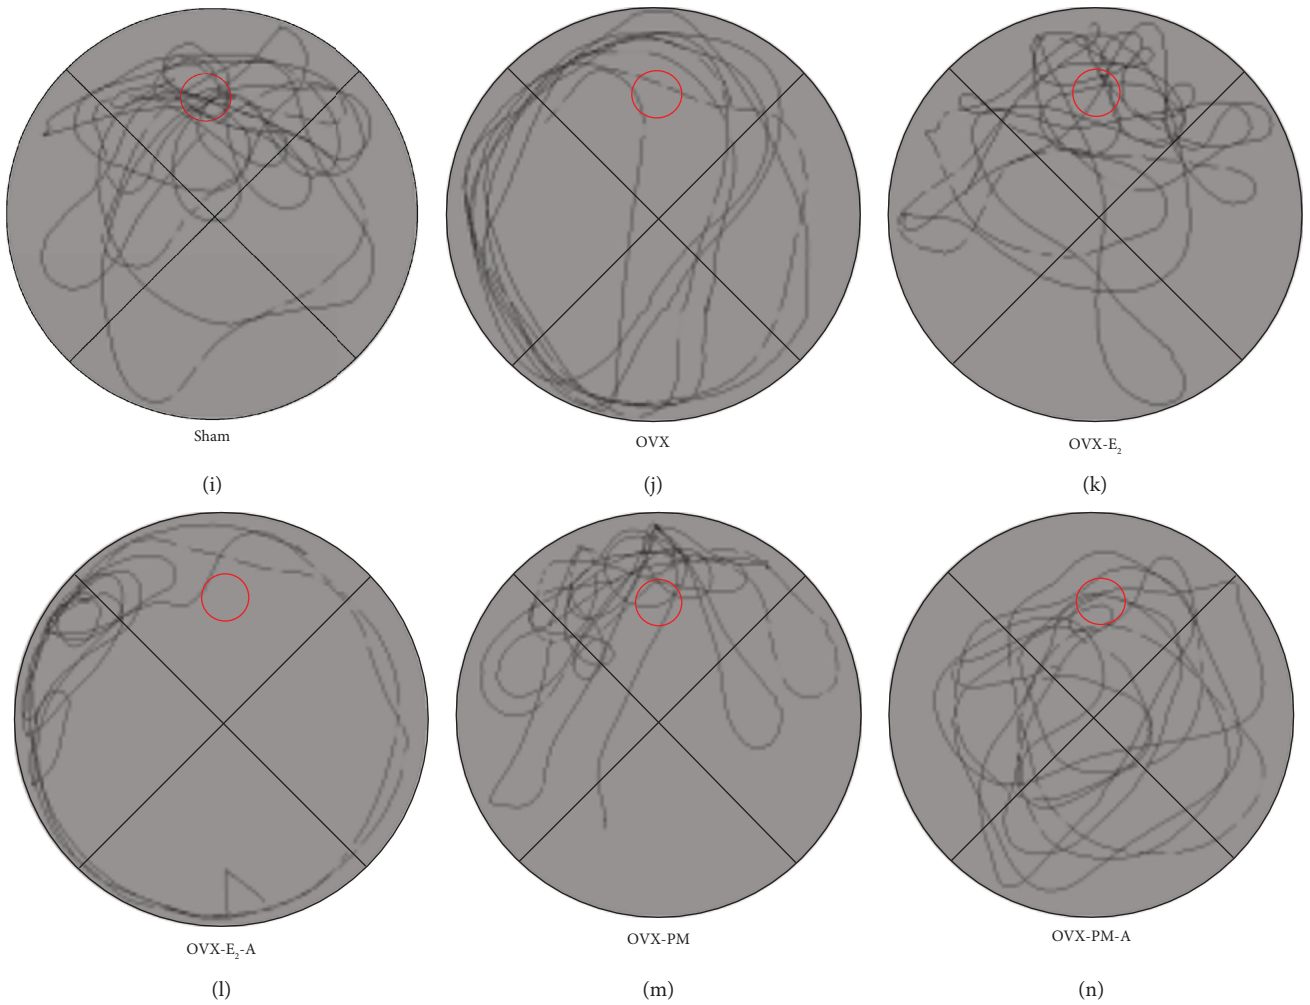 Sham
OVX
OVX-E₂
(i)
(j)
(k)
OVX-E₂-A
OVX-PM
OVX-PM-A
(l)
(m)
(n)